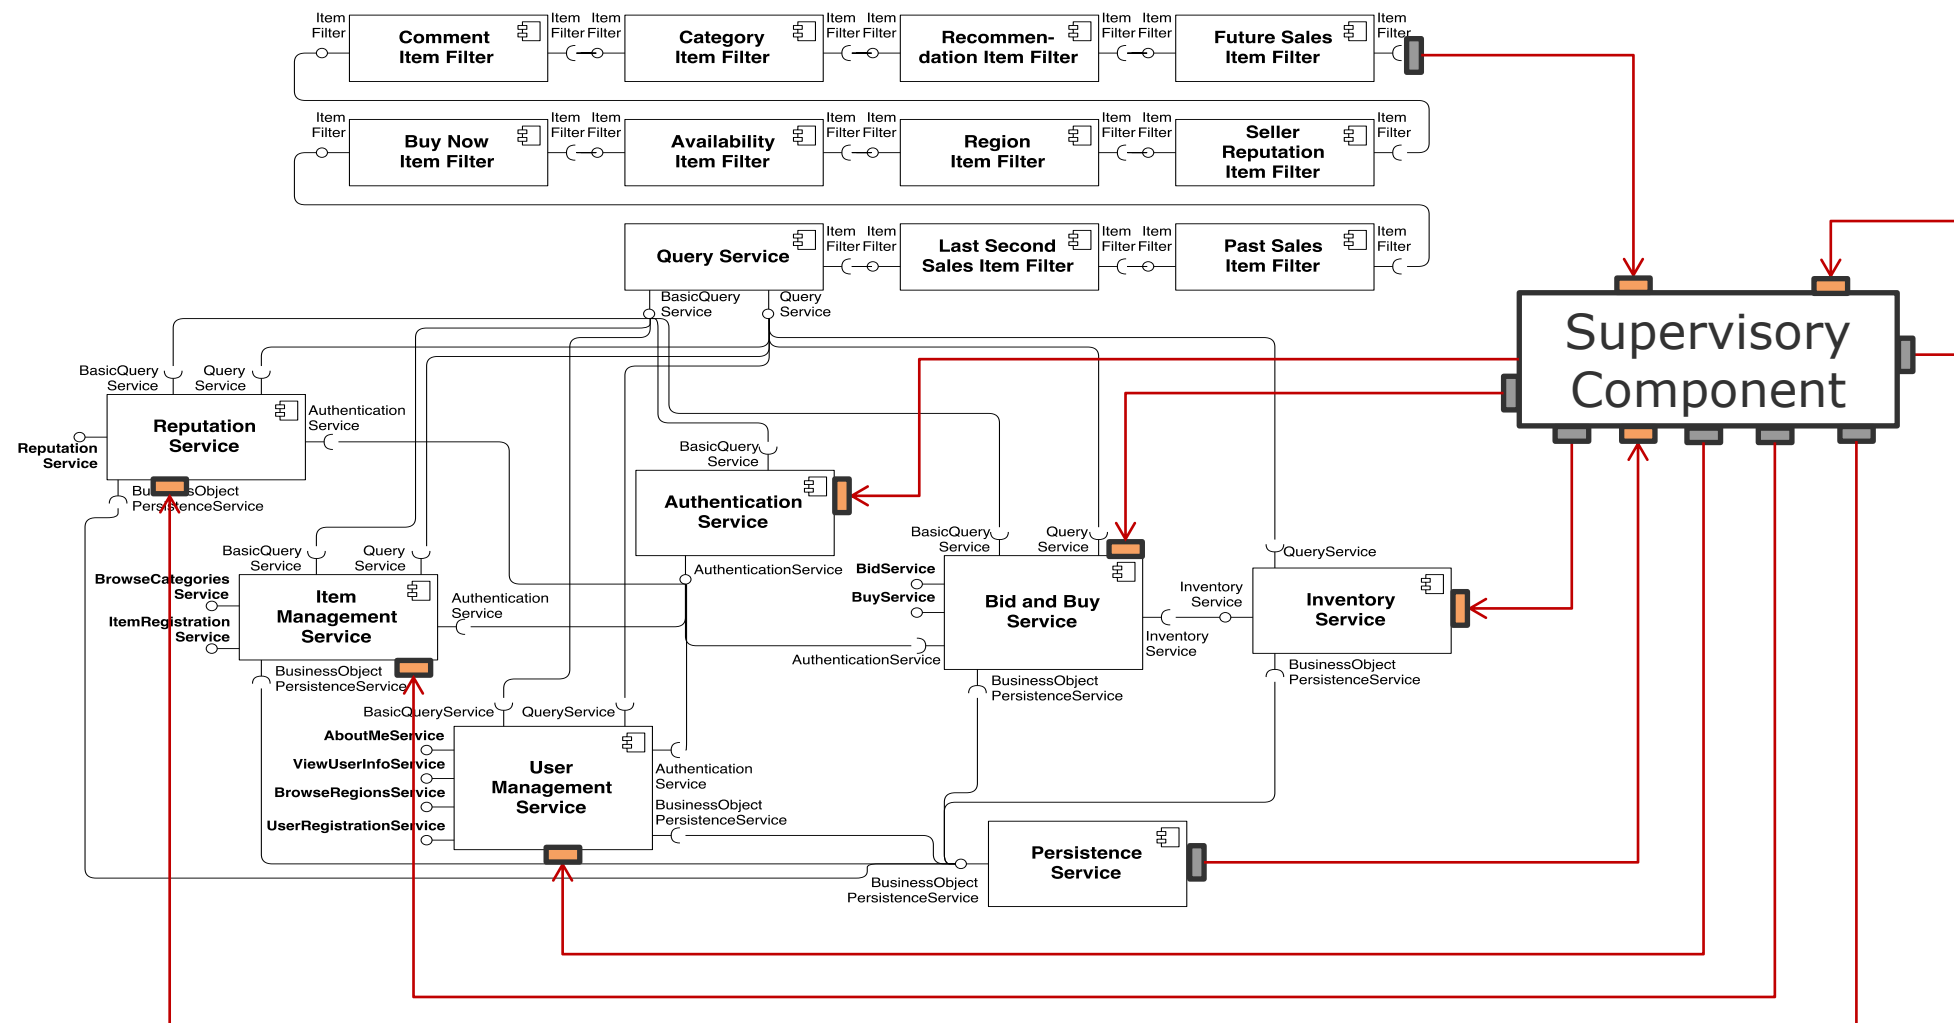 Item
Filter
Comment
Item Filter
Item
Filter
Item
Filter
Category
Item Filter
Item
Filter
Item
Filter
Recommen-
dation Item Filter
Item
Filter
Item
Filter
Future Sales
Item Filter
Item
Filter
Item
Filter
Buy Now
Item Filter
Item
Filter
Item
Filter
Availability
Item Filter
Item
Filter
Item
Filter
Region
Item Filter
Item
Filter
Item
Filter
Seller
Reputation
Item Filter
Item
Filter
Query Service
Item
Filter
Item
Filter
Last Second
Sales Item Filter
Item
Filter
Item
Filter
Past Sales
Item Filter
Item
Filter
BasicQuery
Service
Query
Service
Supervisory
Component
BasicQuery
Service
Query
Service
Reputation
Service
Authentication
Service
Reputation
Service
BusinessObject
PersistenceService
BasicQuery
Service
Authentication
Service
AuthenticationService
BasicQuery
Service
Query
Service
BrowseCategories
Service
ItemRegistration
Service
Item
Management
Service
Authentication
Service
BusinessObject
PersistenceService
BasicQuery
Service
Query
Service
BidService
BuyService
AuthenticationService
Bid and Buy
Service
Inventory
Service
Inventory
Service
BusinessObject
PersistenceService
QueryService
Inventory
Service
BusinessObject
PersistenceService
BasicQueryService
QueryService
AboutMeService
ViewUserInfoService
BrowseRegionsService
UserRegistrationService
User
Management
Service
Authentication
Service
BusinessObject
PersistenceService
Persistence
Service
BusinessObject
PersistenceService